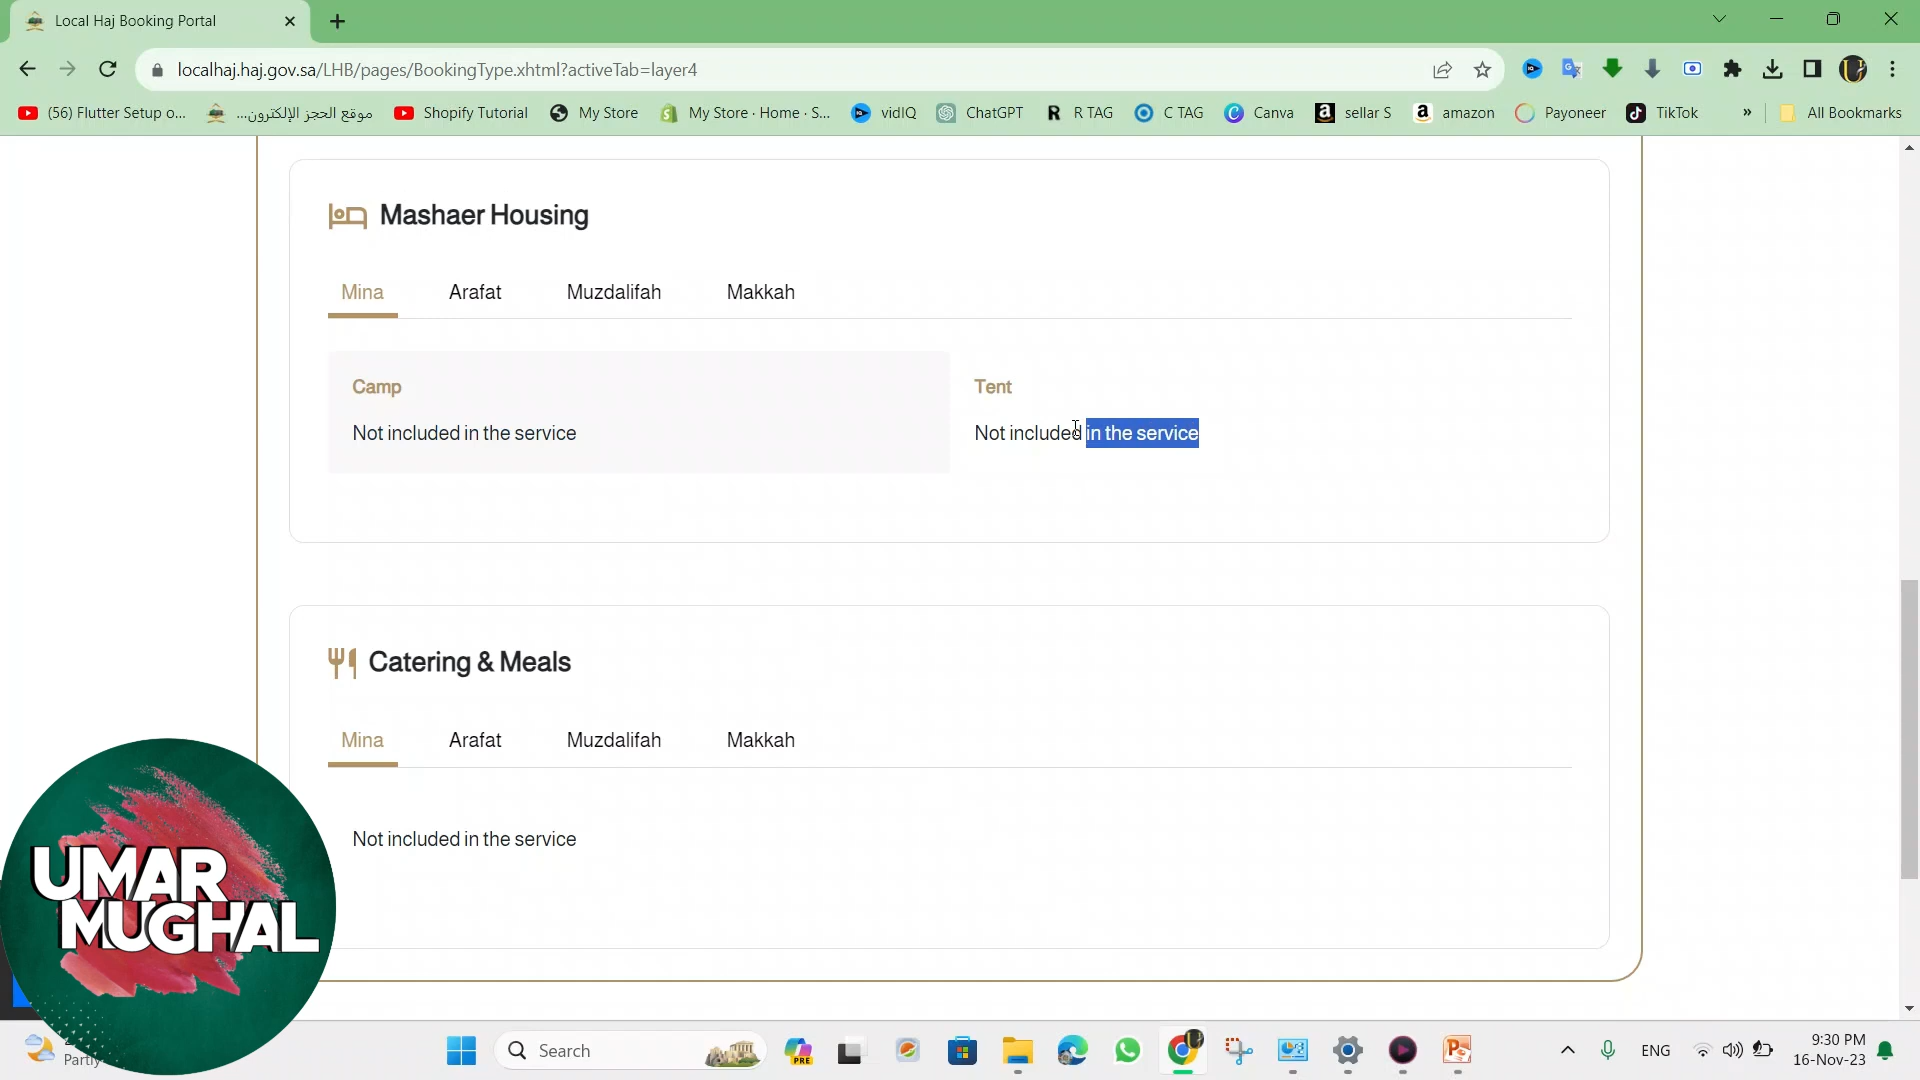 Local Haj Booking Portal
localhaj.haj.gov.sa/LHB/pages/BookingType.xhtml?activeTab=layer4
(56) Flutter Setup o...
موقع الحجز الإلكترون...
Shopify Tutorial
My Store
My Store · Home · S...
vidIQ
ChatGPT
R TAG
C TAG
Canva
sellar S
amazon
Payoneer
TikTok
»
All Bookmarks
Mashaer Housing
Mina
Arafat
Muzdalifah
Makkah
Camp
Tent
Not included in the service
Not included in the service
Catering & Meals
Mina
Arafat
Muzdalifah
Makkah
Not included in the service
UMAR
MUGHAL
Search
PRE
ENG
9:30 PM
16-Nov-23